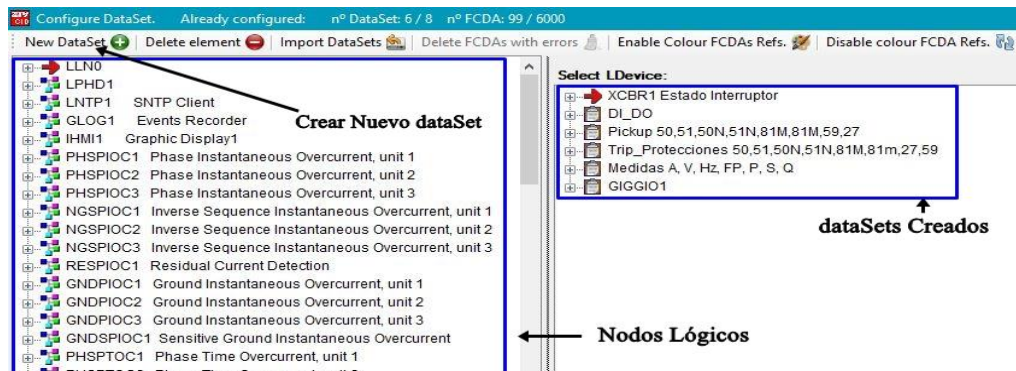 Configure DataSet. Already configured: nº DataSet: 6 / 8 nº FCDA: 99 / 6000
New DataSet Delete element Import DataSets Delete FCDAs with errors Enable Colour FCDAs Refs. Disable colour FCDA Refs.
LLN0
LPHD1
LNTP1 SNTP Client
GLOG1 Events Recorder
IHMI1 Graphic Display1
PHSPIOC1 Phase Instantaneous Overcurrent, unit 1
PHSPIOC2 Phase Instantaneous Overcurrent, unit 2
PHSPIOC3 Phase Instantaneous Overcurrent, unit 3
NGSPIOC1 Inverse Sequence Instantaneous Overcurrent, unit 1
NGSPIOC2 Inverse Sequence Instantaneous Overcurrent, unit 2
NGSPIOC3 Inverse Sequence Instantaneous Overcurrent, unit 3
RESPIOC1 Residual Current Detection
GNDPIOC1 Ground Instantaneous Overcurrent, unit 1
GNDPIOC2 Ground Instantaneous Overcurrent, unit 2
GNDPIOC3 Ground Instantaneous Overcurrent, unit 3
GNDSPIOC1 Sensitive Ground Instantaneous Overcurrent
PHSPTOC1 Phase Time Overcurrent, unit 1
Crear Nuevo dataSet
Select LDevice:
XCBR1 Estado Interruptor
DI_DO
Pickup 50,51,50N,51N,81M,81M,59,27
Trip_Protecciones 50,51,50N,51N,81M,81m,27,59
Medidas A, V, Hz, FP, P, S, Q
GIGGIO1
dataSets Creados
Nodos Lógicos